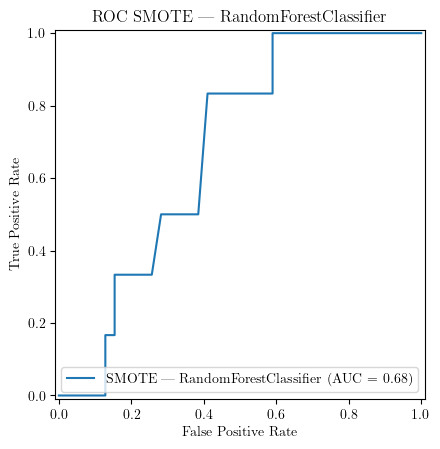 ROC SMOTE — RandomForestClassifier
1.0
0.8
0.6
0.4
0.2
0.0
True Positive Rate
SMOTE — RandomForestClassifier (AUC = 0.68)
0.0 0.2 0.4 0.6 0.8 1.0
False Positive Rate